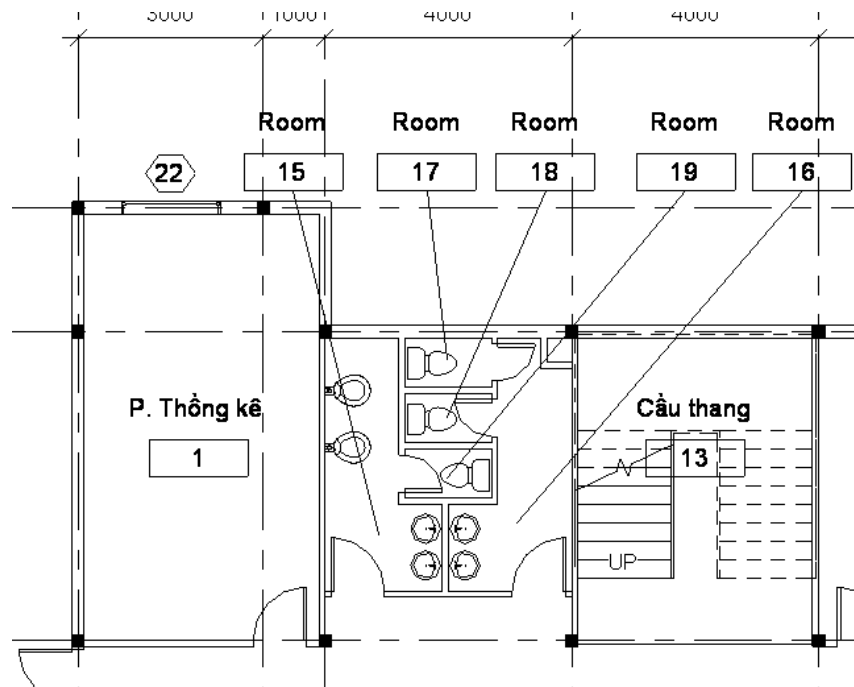 3000 1000 4000 4000
Room Room Room Room Room
22 15 17 18 19 16
P. Thống kê Cầu thang
1 13
UP